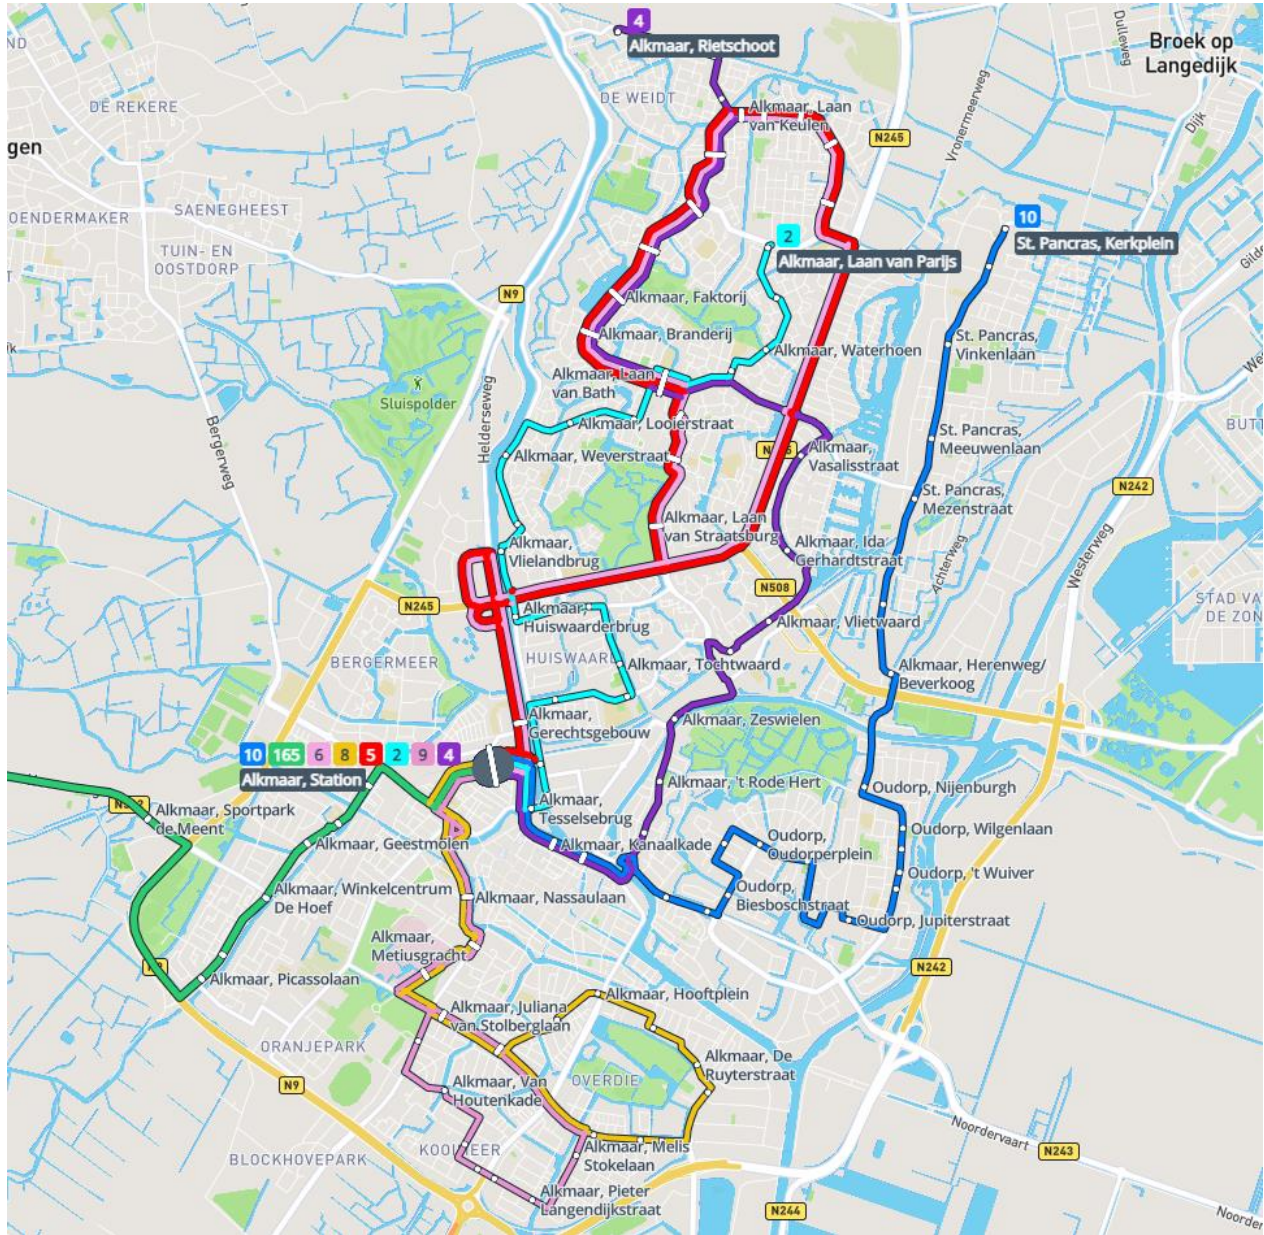 4
Alkmaar, Rietschoot
Broek op
Langedijk
Dulleweg
DE REKERE
DE WEIDT
Alkmaar, Laan
van Keulen
Dijk
N245
Vronermeerweg
gen
SAENEGHEEST
OENDERMAKER
10
St. Pancras, Kerkplein
2
Alkmaar, Laan van Parijs
TUIN- EN
OOSTDORP
N9
Alkmaar, Faktorij
Alkmaar, Branderij
St. Pancras,
Vinkenlaan
Alkmaar, Waterhoen
Alkmaar, Laan
van Bath
Helderseweg
Sluispolder
Bergerweg
Alkmaar, Looierstraat
Alkmaar, Weverstraat
Alkmaar,
Vasalisstraat
St. Pancras,
Meeuwenlaan
N242
St. Pancras,
Mezenstraat
Alkmaar, Laan
van Straatsburg
Alkmaar,
Vlielandbrug
Alkmaar, Ida
Gerhardtstraat
Achterweg
Westerweg
N508
N245
Alkmaar,
Huiswaarderbrug
Alkmaar, Vlietwaard
STAD VA
DE ZON
BERGERMEER
HUISWAARD
Alkmaar, Tochtwaard
Alkmaar, Herenweg/
Beverkoog
Alkmaar,
Gerechtsgebouw
Alkmaar, Zeswielen
10 165 6 8 5 2 9 4
Alkmaar, Station
Alkmaar, 't Rode Hert
Oudorp, Nijenburgh
Alkmaar, Sportpark
de Meent
Alkmaar,
Tesselsebrug
Alkmaar, Geestmolen
Alkmaar, Kanaalkade
Oudorp,
Oudorperplein
Oudorp, Wilgenlaan
Oudorp, 't Wuiver
Alkmaar, Winkelcentrum
De Hoef
Alkmaar, Nassaulaan
Oudorp,
Biesboschstraat
Oudorp, Jupiterstraat
Alkmaar,
Metiusgracht
N242
Alkmaar, Picassolaan
Alkmaar, Hooftplein
Alkmaar, Juliana
van Stolberglaan
ORANJEPARK
Alkmaar, De
Ruyterstraat
N9
Alkmaar, Van
Houtenkade
OVERDIE
Noordervaart
N243
BLOCKHOVEPARK
KOOIMEER
Alkmaar, Melis
Stokelaan
Alkmaar, Pieter
Langendijkstraat
N244